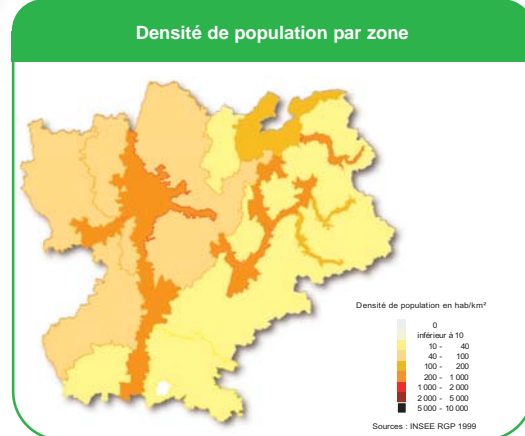 Densité de population par zone
Densité de population en hab/km²
0
inférieur à 10
10 - 40
40 - 100
100 - 200
200 - 1 000
1 000 - 2 000
2 000 - 5 000
5 000 - 10 000
Sources : INSEE RGP 1999